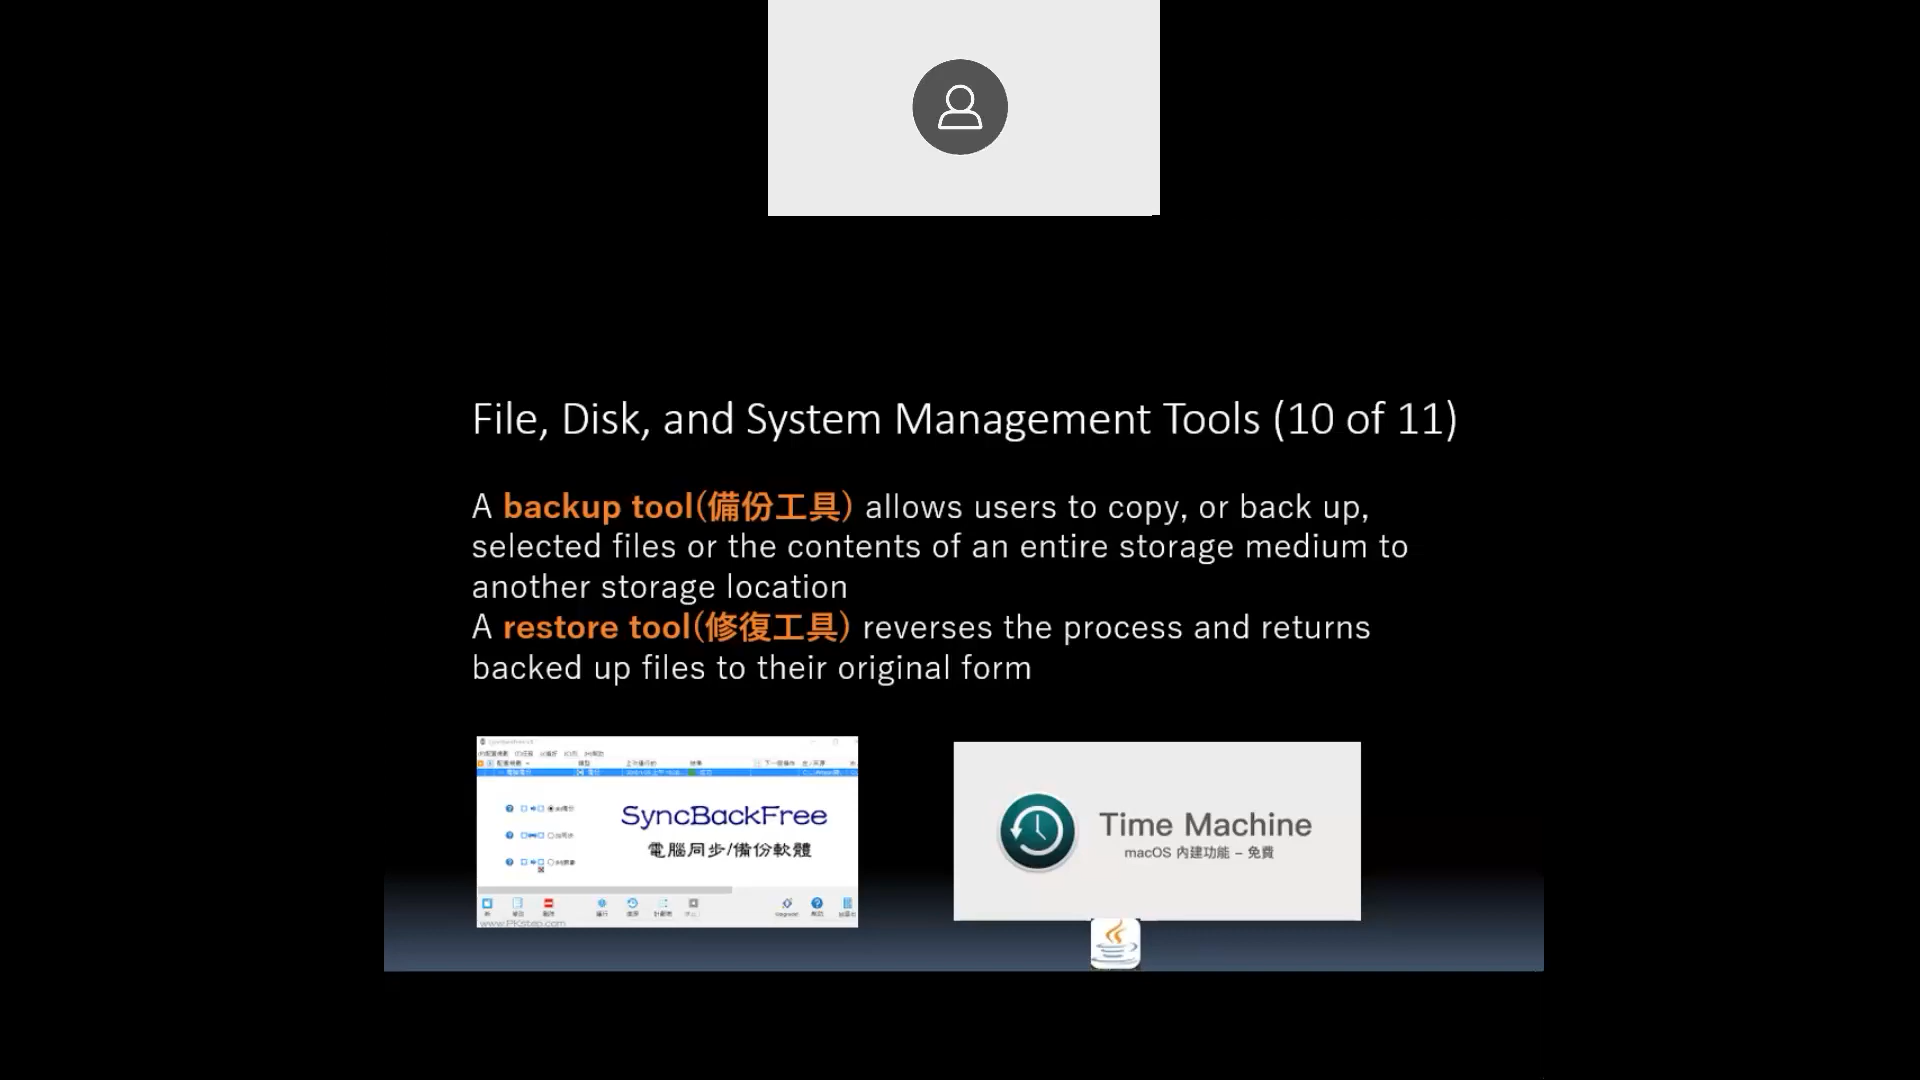 File, Disk, and System Management Tools (10 of 11)
A backup tool(備份工具) allows users to copy, or back up,
selected files or the contents of an entire storage medium to
another storage location
A restore tool(修復工具) reverses the process and returns
backed up files to their original form
SyncBackFree
電腦同步/備份軟體
www.PKstep.com
Time Machine
macOS 內建功能 – 免費